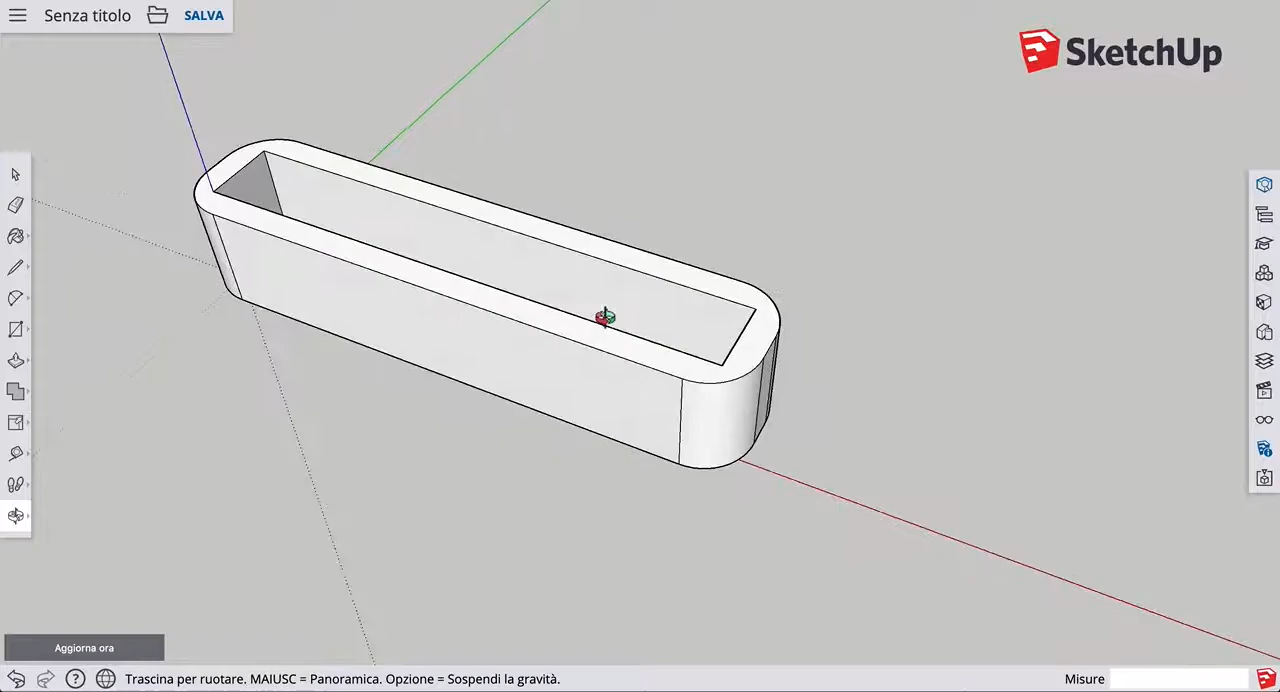 Senza titolo
SALVA
SketchUp
Aggiorna ora
Trascina per ruotare. MAIUSC = Panoramica. Opzione = Sospendi la gravità.
Misure